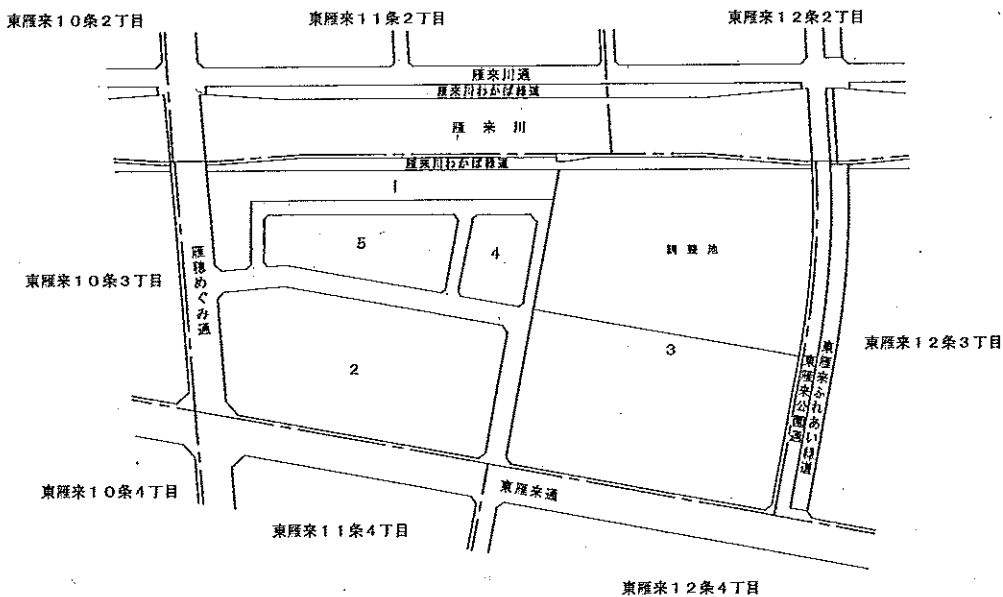 東雁来10条2丁目
東雁来11条2丁目
東雁来12条2丁目
雁来川通
雁来川わかば緑道
雁来川
雁来川わかば緑道
1
5
4
調整池
雁穂めぐみ通
東雁来10条3丁目
2
3
東雁来12条3丁目
東雁来ふれあい緑道
東雁来公園通
東雁来10条4丁目
東雁来通
東雁来11条4丁目
東雁来12条4丁目